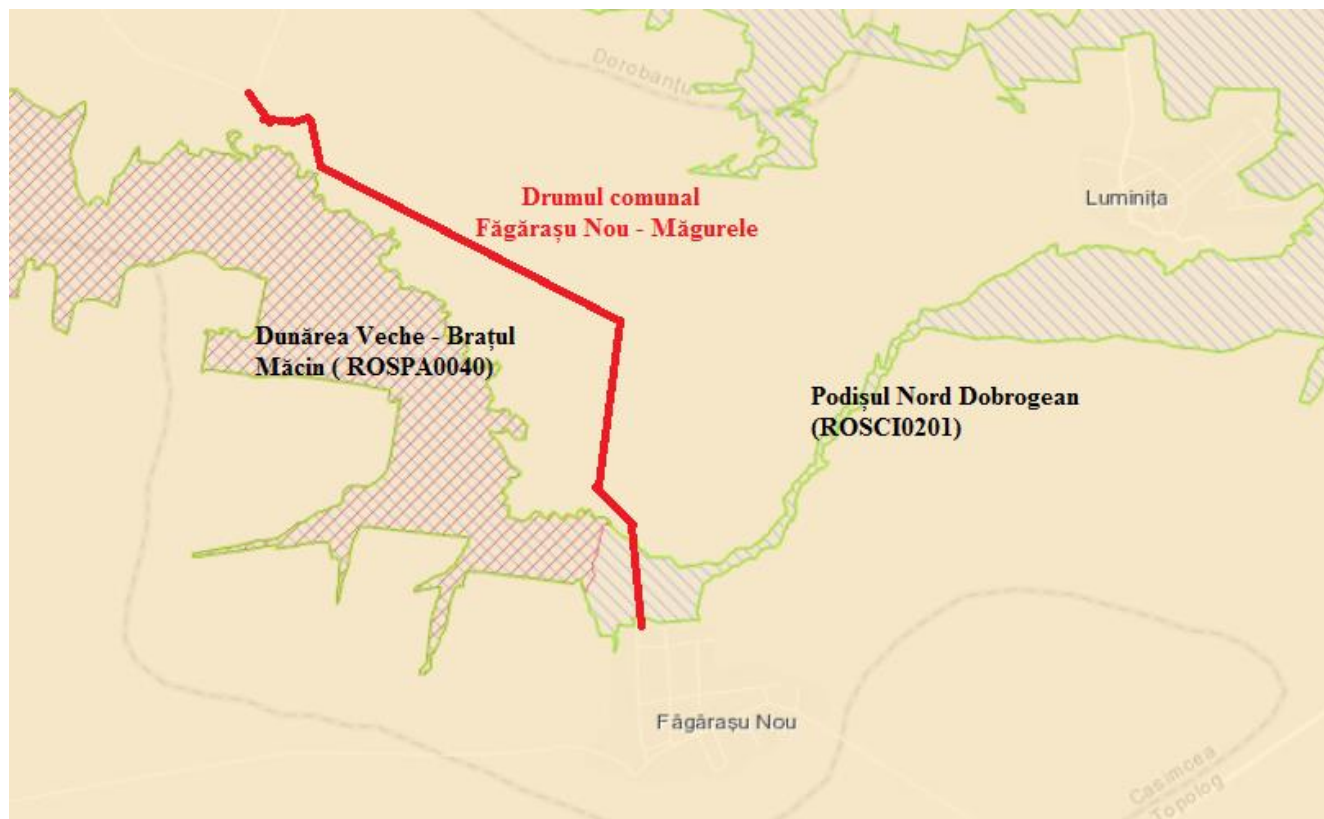 Dorobanțu
Drumul comunal
Făgărașu Nou - Măgurele
Luminița
Dunărea Veche - Brațul
Măcin ( ROSPA0040)
Podișul Nord Dobrogean
(ROSCI0201)
Făgărașu Nou
Casimcea
Topolog